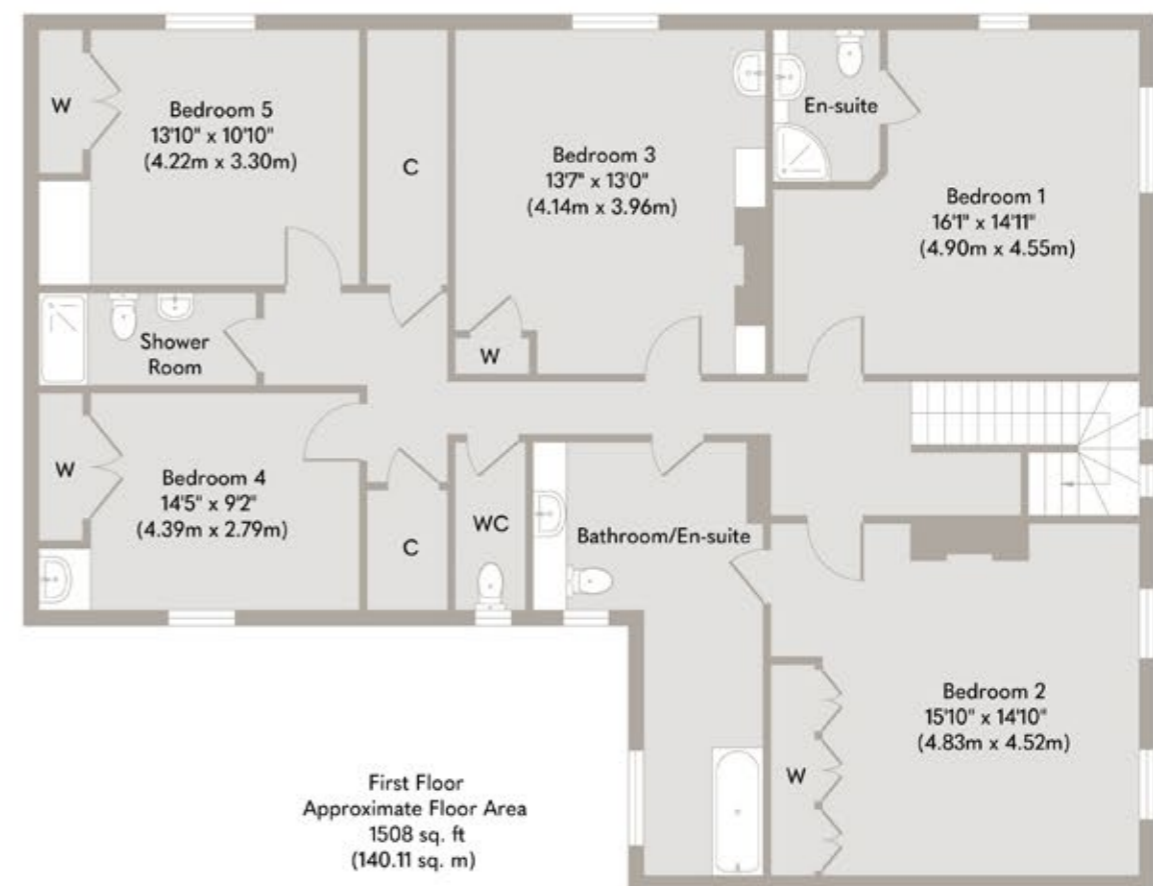 W
Bedroom 5
13'10" x 10'10"
(4.22m x 3.30m)
C
Bedroom 3
13'7" x 13'0"
(4.14m x 3.96m)
En-suite
Bedroom 1
16'1" x 14'11"
(4.90m x 4.55m)
Shower
Room
W
W
Bedroom 4
14'5" x 9'2"
(4.39m x 2.79m)
C
WC
Bathroom/En-suite
Bedroom 2
15'10" x 14'10"
(4.83m x 4.52m)
W
First Floor
Approximate Floor Area
1508 sq. ft
(140.11 sq. m)